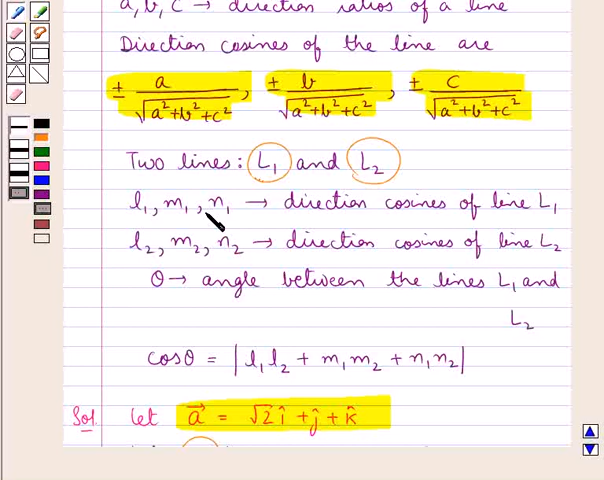 a, b, c → direction ratios of a line
Direction cosines of the line are
± a/√(a²+b²+c²), ± b/√(a²+b²+c²), ± c/√(a²+b²+c²)
Two lines: L₁ and L₂
l₁, m₁, n₁ → direction cosines of line L₁
l₂, m₂, n₂ → direction cosines of line L₂
θ → angle between the lines L₁ and
L₂
cosθ = | l₁l₂ + m₁m₂ + n₁n₂ |
Sol. Let a⃗ = √2 î + ĵ + k̂